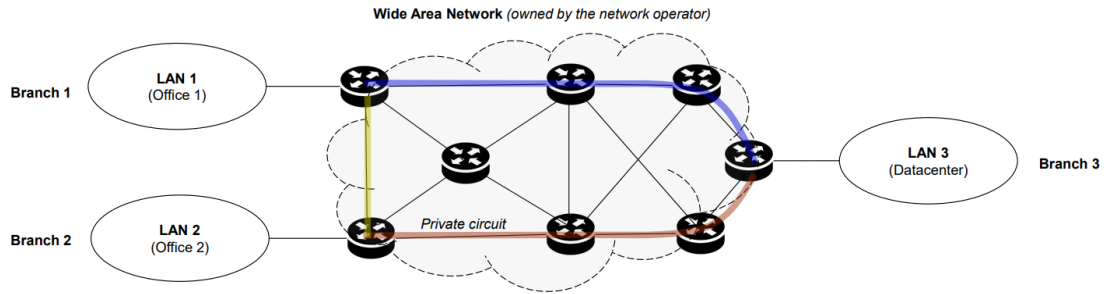 Wide Area Network (owned by the network operator)
LAN 1
(Office 1)
Branch 1
LAN 3
(Datacenter)
Branch 3
Private circuit
LAN 2
(Office 2)
Branch 2